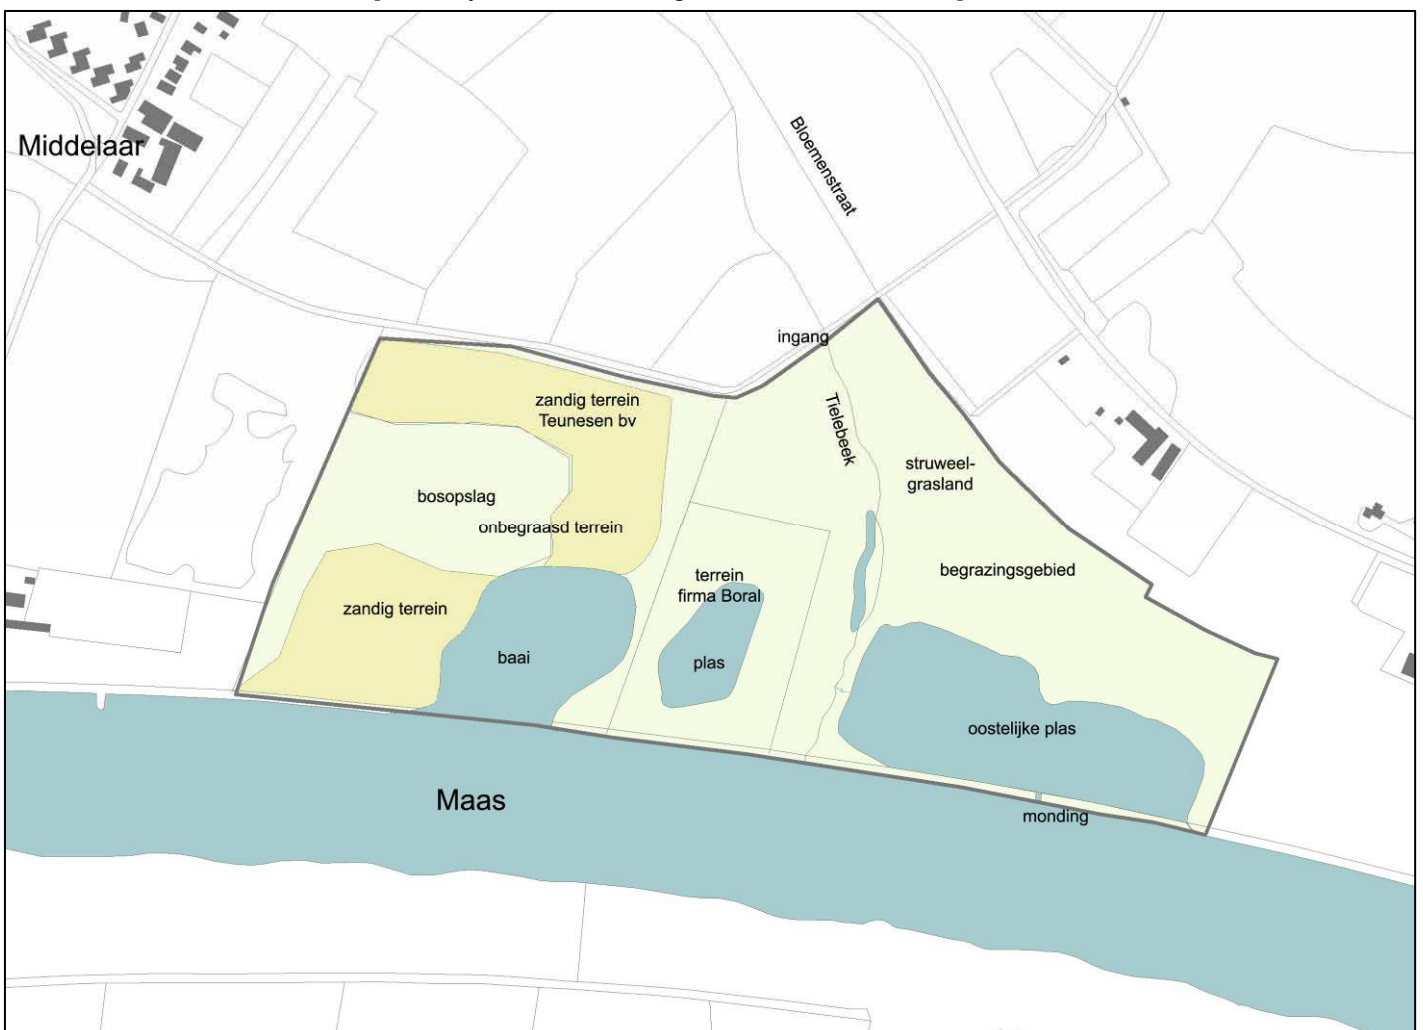 Middelaar
Bloemenstraat
ingang
zandig terrein
Teunesen bv
Tielebeek
struweel-
grasland
bosopslag
onbegraasd terrein
begrazingsgebied
terrein
firma Boral
zandig terrein
baai
plas
oostelijke plas
Maas
monding